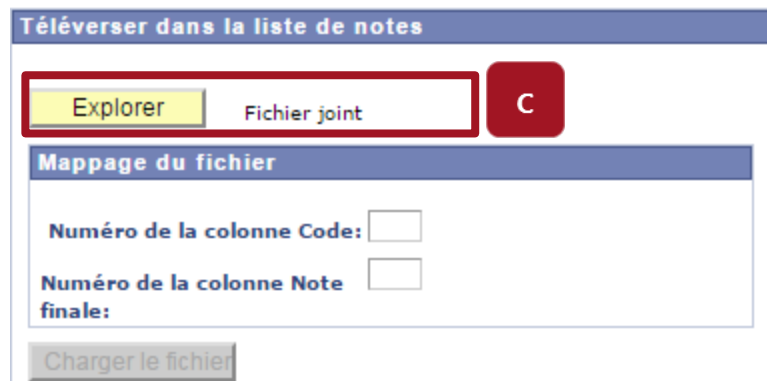 Téléverser dans la liste de notes
Explorer Fichier joint C
Mappage du fichier
Numéro de la colonne Code:
Numéro de la colonne Note
finale:
Charger le fichier